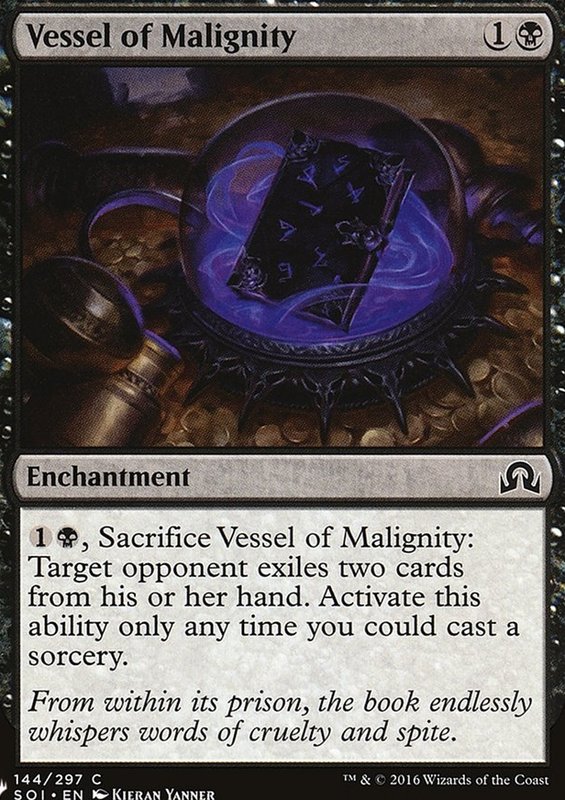 Vessel of Malignity 1
Enchantment
1, Sacrifice Vessel of Malignity:
Target opponent exiles two cards
from his or her hand. Activate this
ability only any time you could cast a
sorcery.
From within its prison, the book endlessly
whispers words of cruelty and spite.
144/297 C
SOI • EN KIERAN YANNER
™ & © 2016 Wizards of the Coast